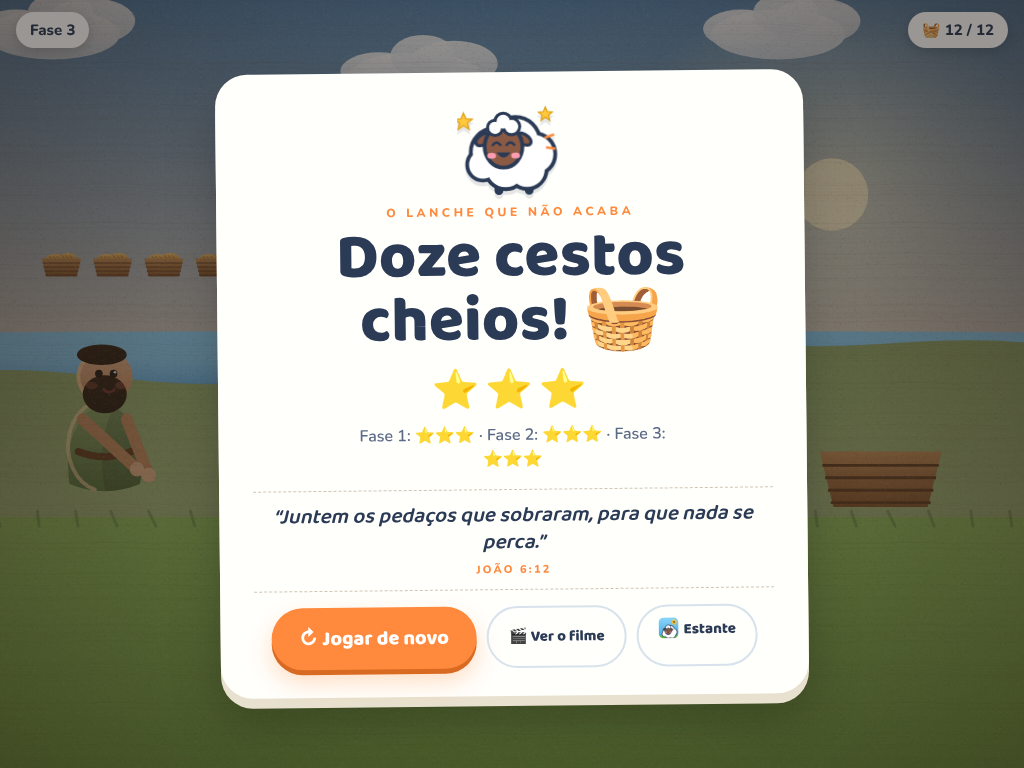 Fase 3
12 / 12
O LANCHE QUE NÃO ACABA
Doze cestos
cheios!
Fase 1: ⭐⭐⭐ · Fase 2: ⭐⭐⭐ · Fase 3:
⭐⭐⭐
“Juntem os pedaços que sobraram, para que nada se
perca.”
JOÃO 6:12
↻ Jogar de novo
Ver o filme
Estante